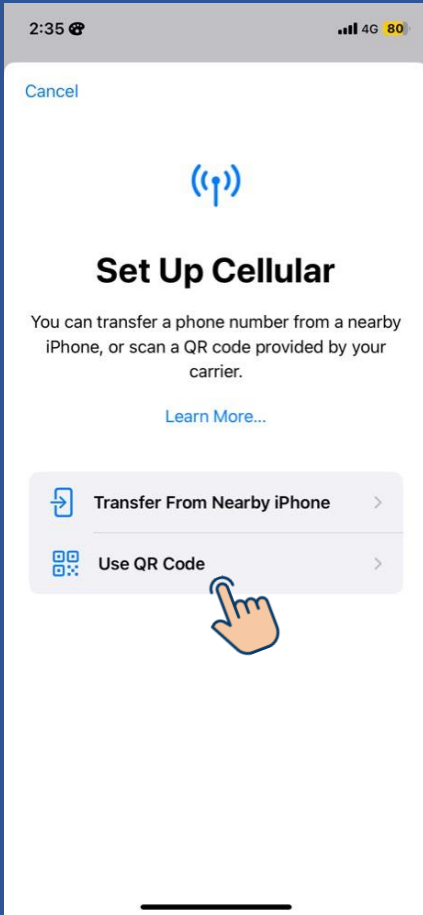 2:35 4G 80
Cancel
Set Up Cellular
You can transfer a phone number from a nearby
iPhone, or scan a QR code provided by your
carrier.
Learn More...
Transfer From Nearby iPhone
Use QR Code